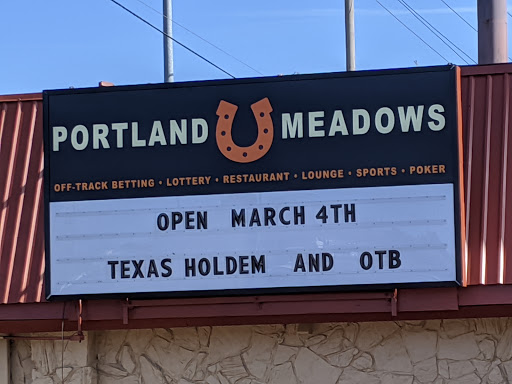 PORTLAND MEADOWS
OFF-TRACK BETTING • LOTTERY • RESTAURANT • LOUNGE • SPORTS • POKER
OPEN MARCH 4TH
TEXAS HOLDEM AND OTB